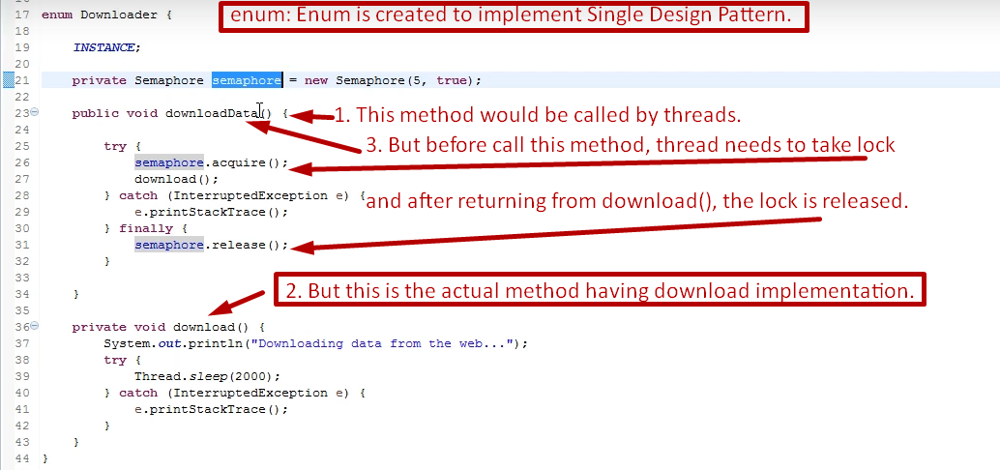 enum: Enum is created to implement Single Design Pattern.
17 enum Downloader {
18
19 INSTANCE;
20
21 private Semaphore semaphore = new Semaphore(5, true);
22
23 public void downloadData() { 1. This method would be called by threads.
24
3. But before call this method, thread needs to take lock
25 try {
26 semaphore.acquire();
27 download();
28 } catch (InterruptedException e) {
and after returning from download(), the lock is released.
29 e.printStackTrace();
30 } finally {
31 semaphore.release();
32 }
33
2. But this is the actual method having download implementation.
34 }
35
36 private void download() {
37 System.out.println("Downloading data from the web...");
38 try {
39 Thread.sleep(2000);
40 } catch (InterruptedException e) {
41 e.printStackTrace();
42 }
43 }
44 }